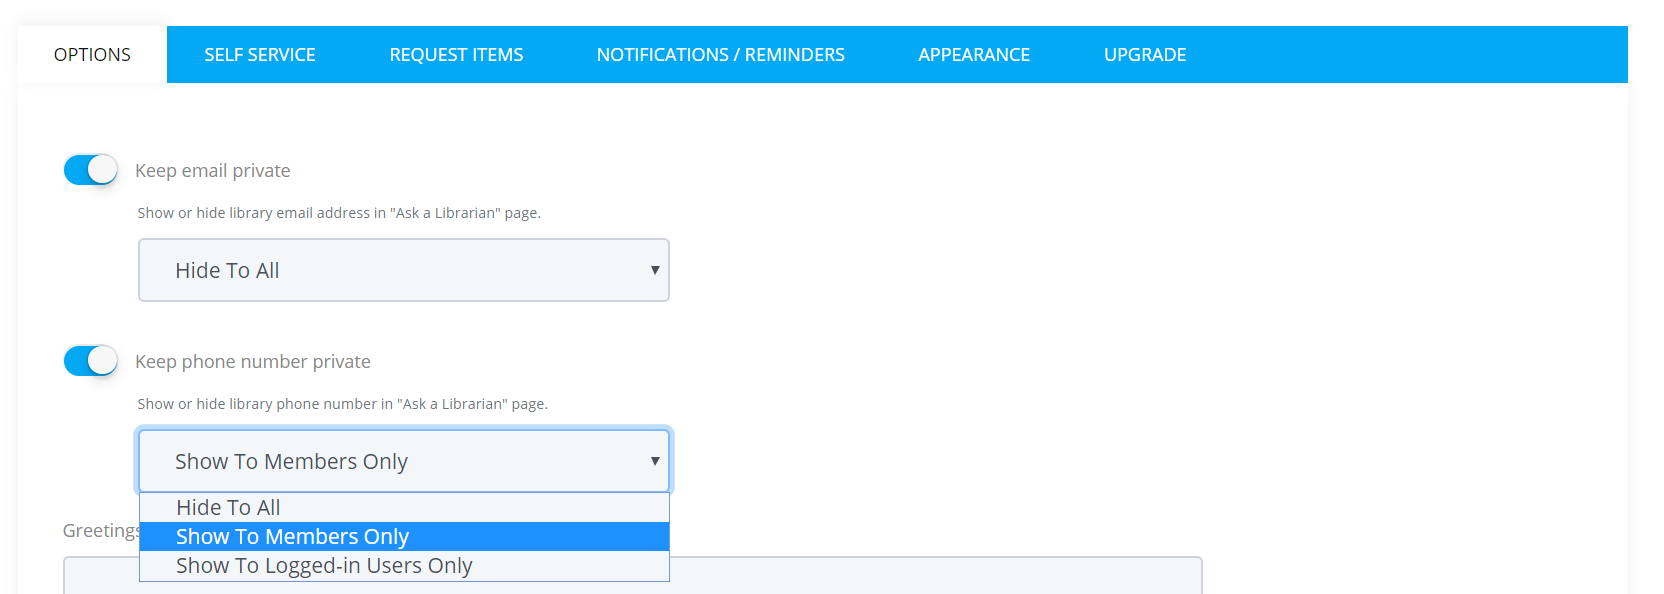 OPTIONS SELF SERVICE REQUEST ITEMS NOTIFICATIONS / REMINDERS APPEARANCE UPGRADE
Keep email private
Show or hide library email address in "Ask a Librarian" page.
Hide To All
Keep phone number private
Show or hide library phone number in "Ask a Librarian" page.
Show To Members Only
Hide To All
Greetings
Show To Members Only
Show To Logged-in Users Only